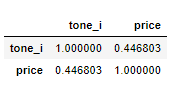 tone_i price
tone_i 1.000000 0.446803
price 0.446803 1.000000